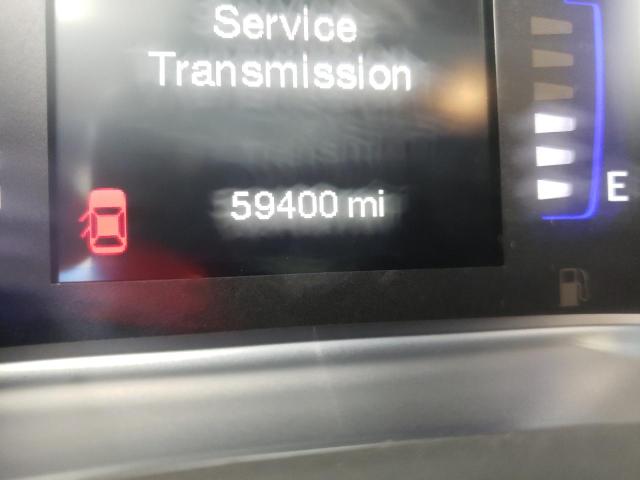 Service
Transmission
59400 mi
E